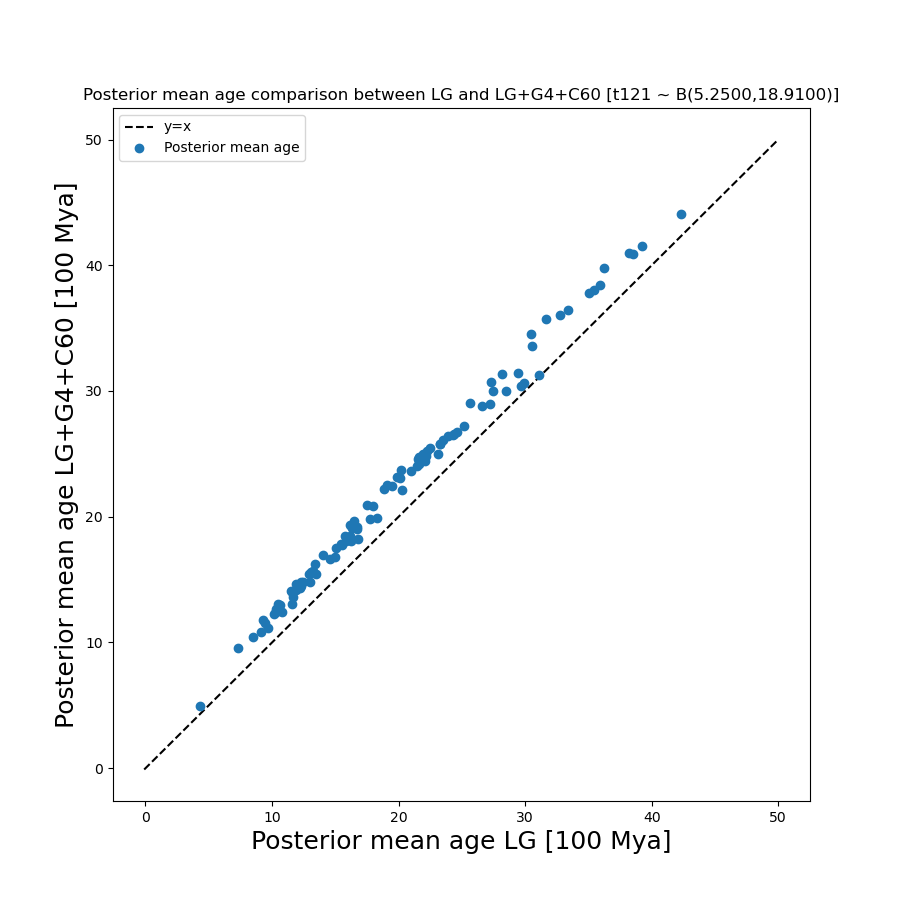 Posterior mean age comparison between LG and LG+G4+C60 [t121 ~ B(5.2500,18.9100)]
y=x
Posterior mean age
50
40
30
20
10
0
Posterior mean age LG+G4+C60 [100 Mya]
0 10 20 30 40 50
Posterior mean age LG [100 Mya]